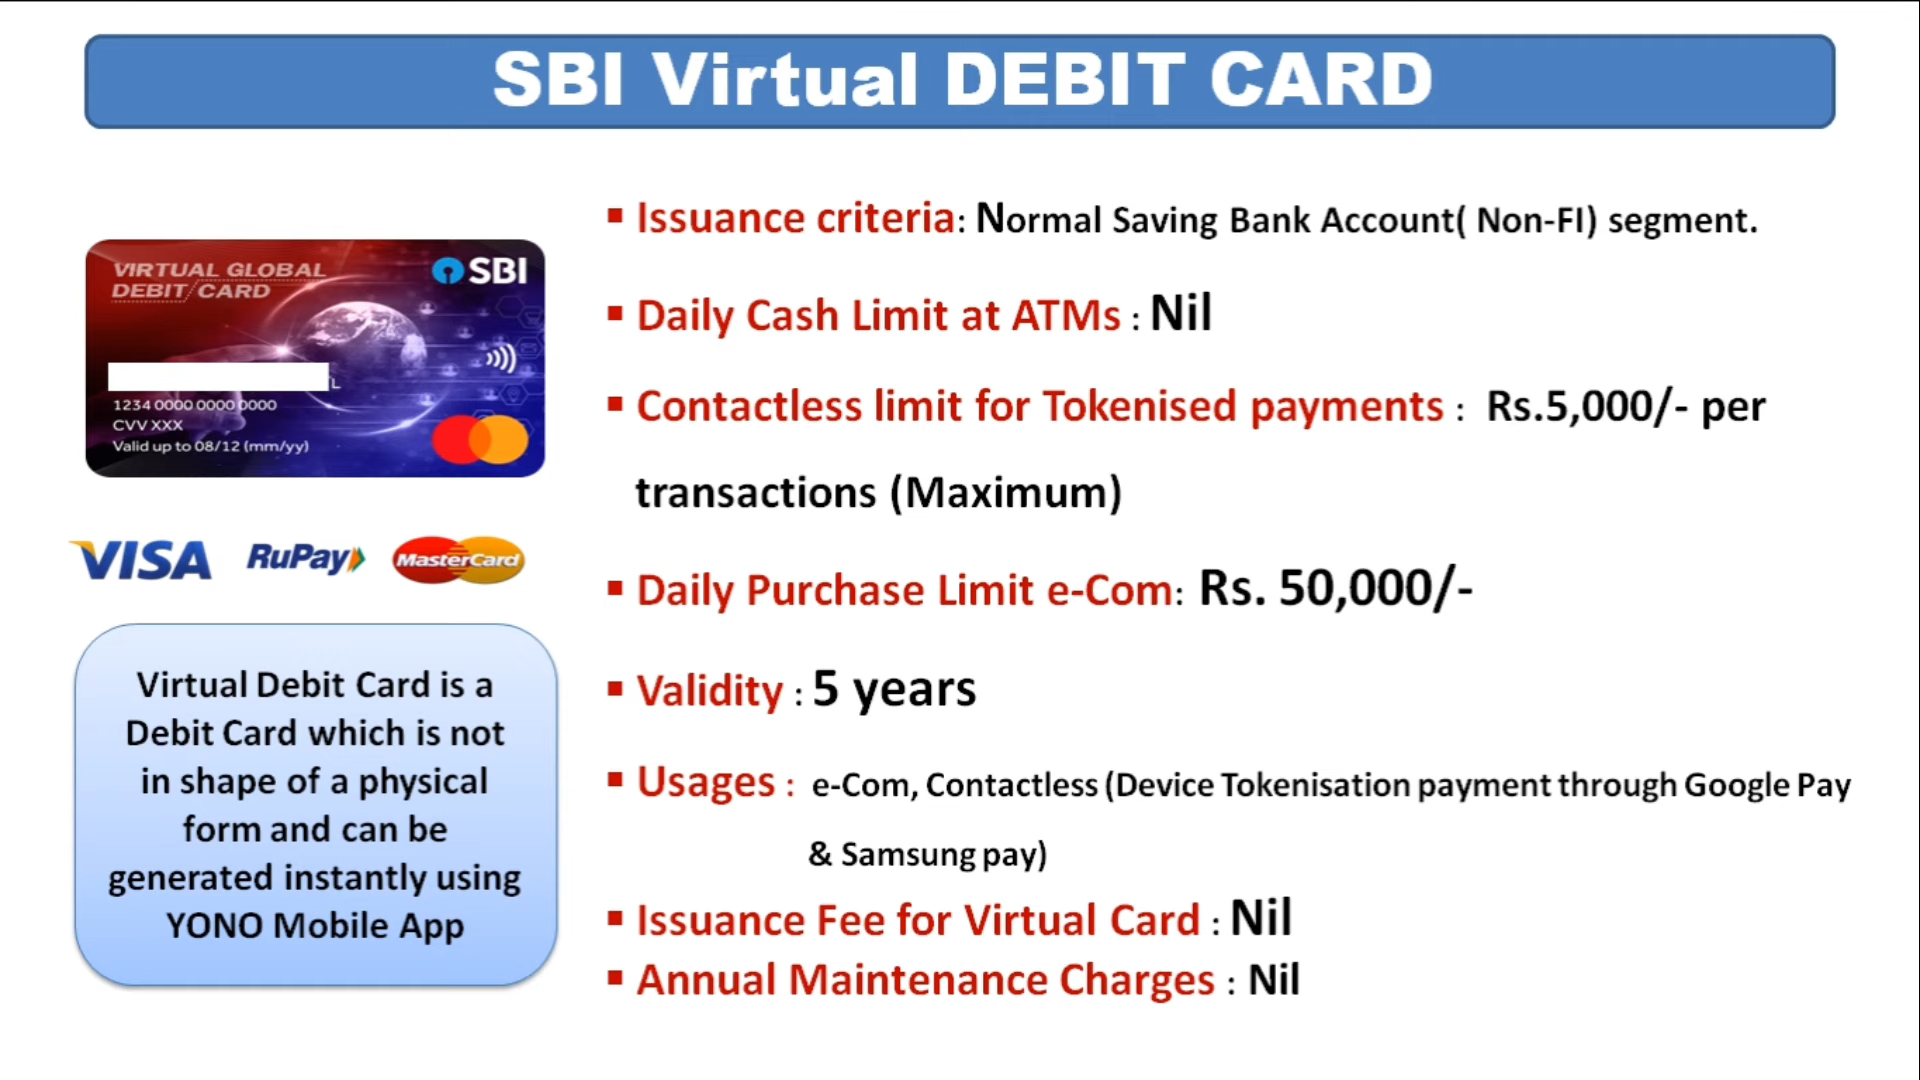 SBI Virtual DEBIT CARD
VIRTUAL GLOBAL
DEBIT CARD
SBI
L
1234 0000 0000 0000
CVV XXX
Valid up to 08/12 (mm/yy)
VISA RuPay MasterCard
Virtual Debit Card is a
Debit Card which is not
in shape of a physical
form and can be
generated instantly using
YONO Mobile App
Issuance criteria: Normal Saving Bank Account( Non-FI) segment.
Daily Cash Limit at ATMs : Nil
Contactless limit for Tokenised payments : Rs.5,000/- per
transactions (Maximum)
Daily Purchase Limit e-Com: Rs. 50,000/-
Validity : 5 years
Usages : e-Com, Contactless (Device Tokenisation payment through Google Pay
& Samsung pay)
Issuance Fee for Virtual Card : Nil
Annual Maintenance Charges : Nil